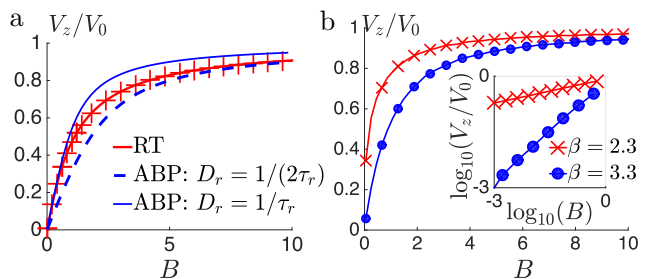 a
V_z/V_0
1
0.8
0.6
0.4
0.2
0
0
5
10
B
RT
ABP: D_r = 1/(2τ_r)
ABP: D_r = 1/τ_r
b
V_z/V_0
1
0.8
0.6
0.4
0.2
0
0
2
4
6
8
10
B
log_10(V_z/V_0)
0
-3
-3
0
log_10(B)
β = 2.3
β = 3.3